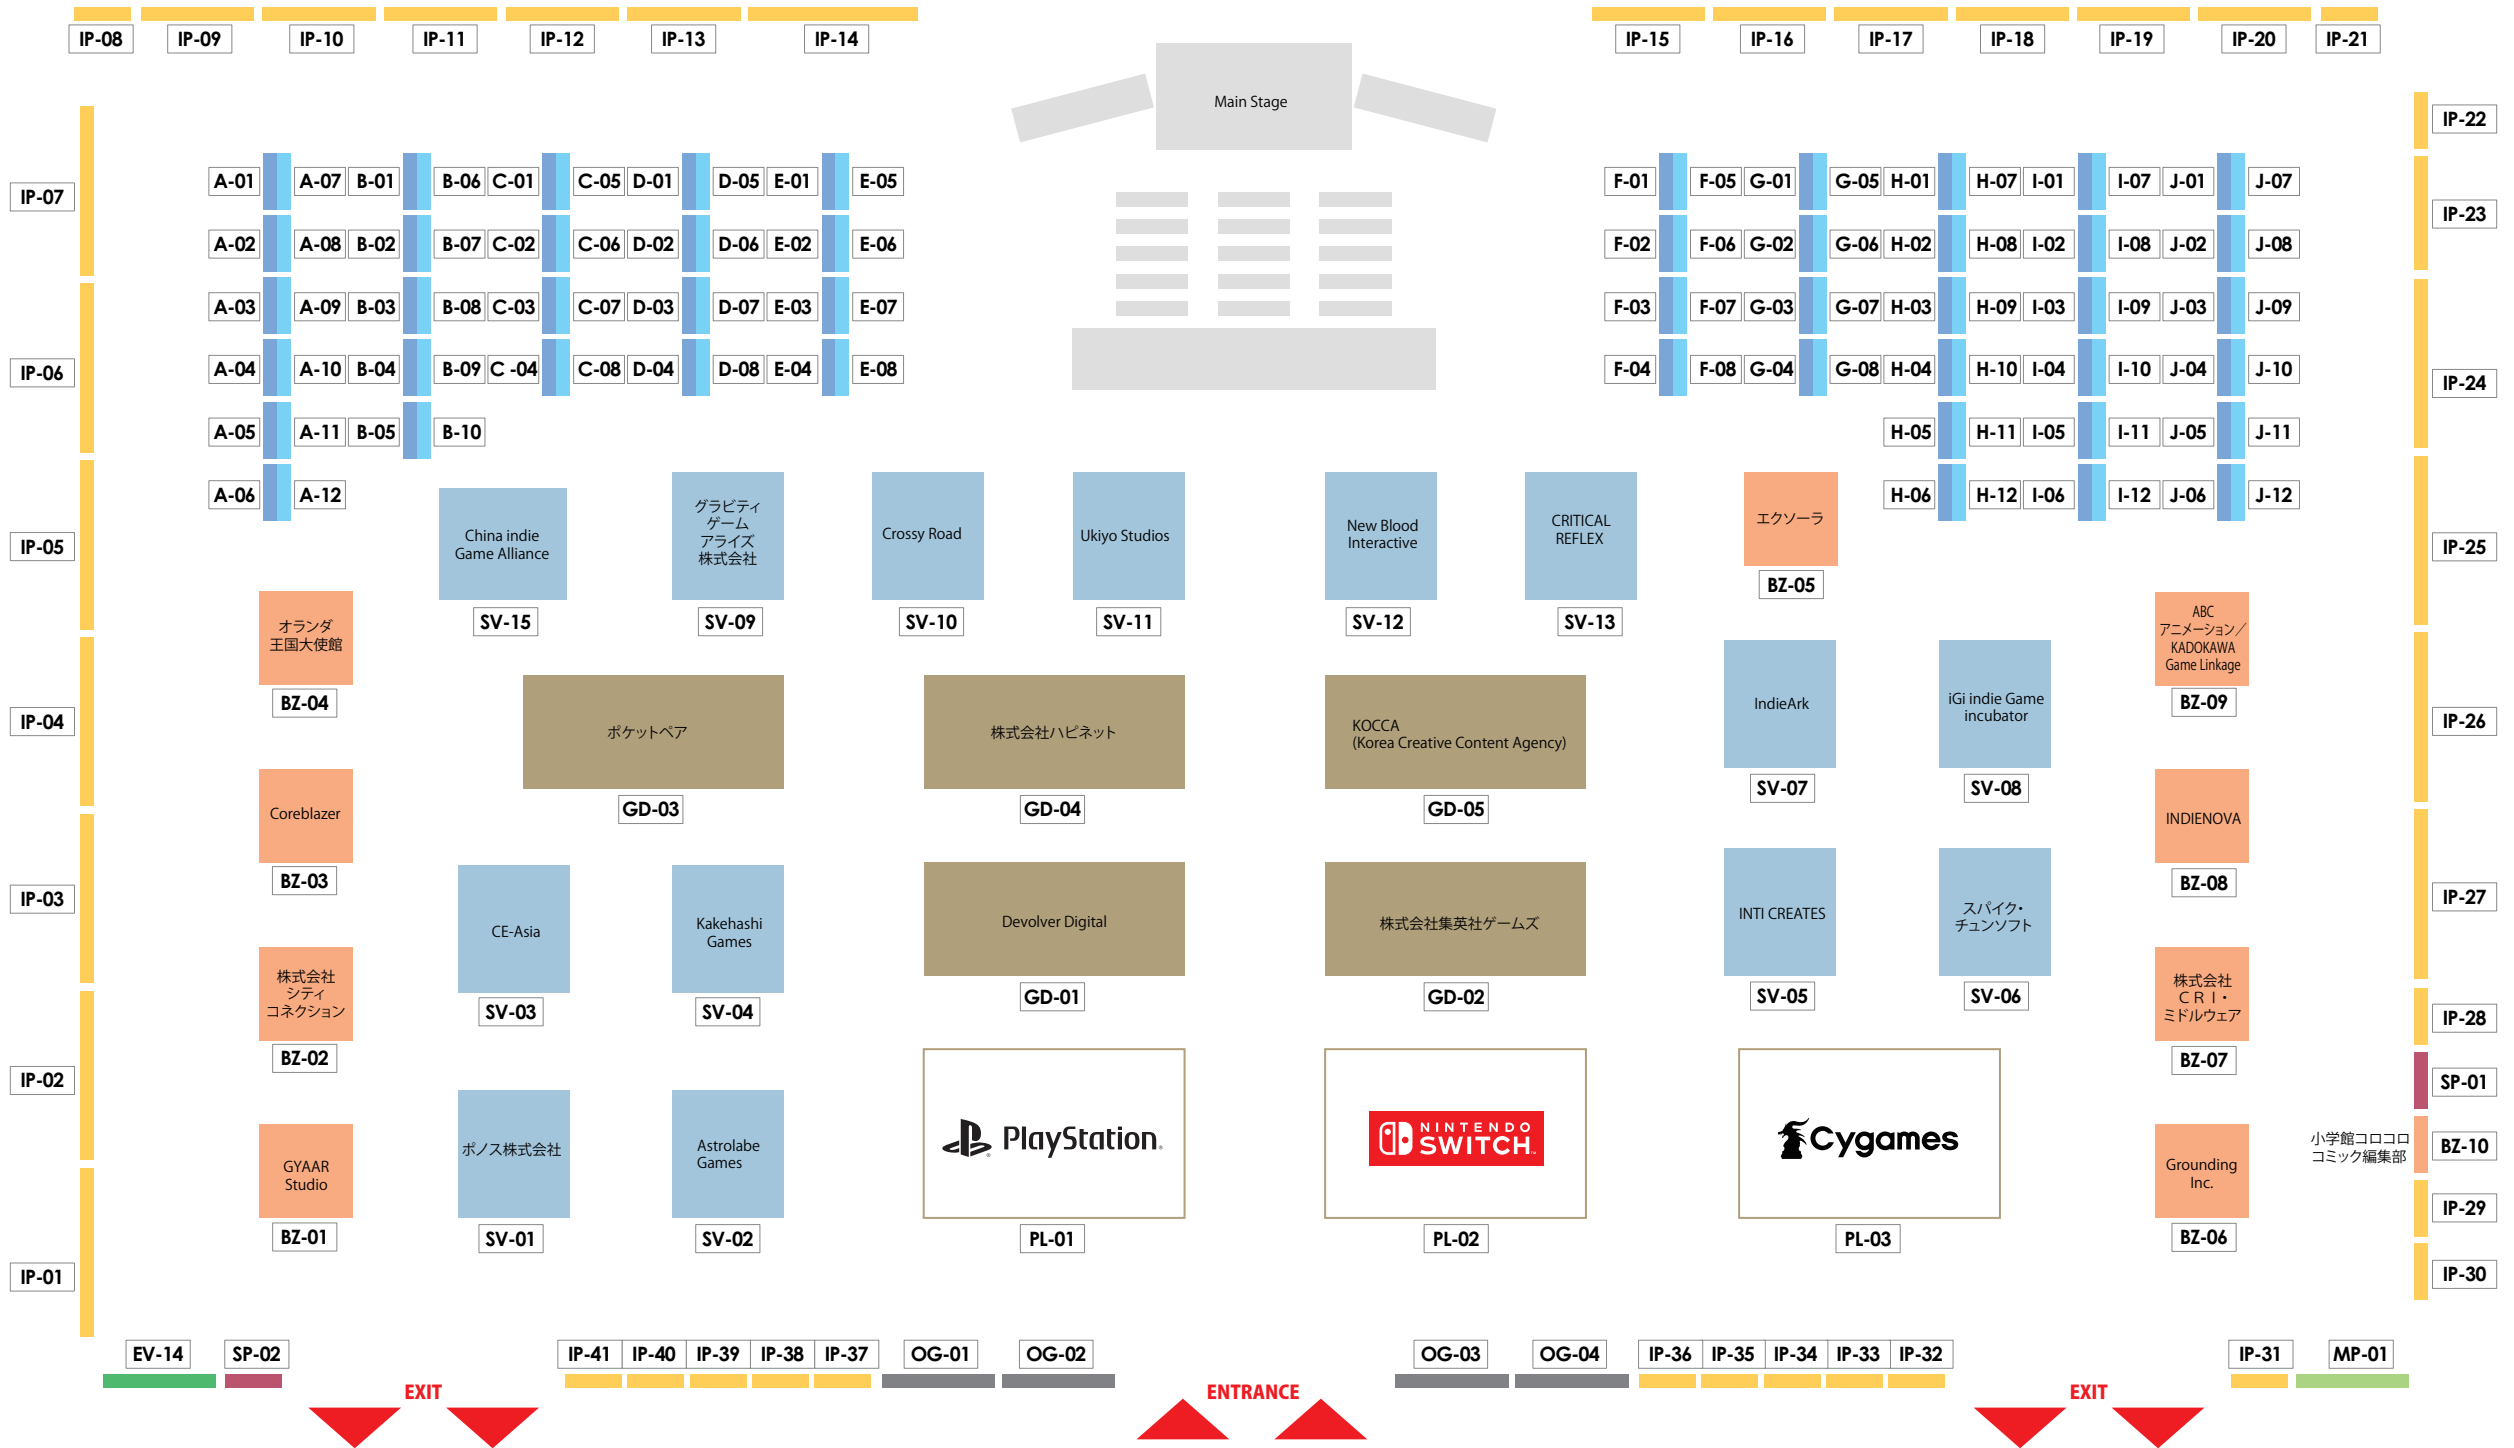 IP-08 IP-09 IP-10 IP-11 IP-12 IP-13 IP-14 IP-15 IP-16 IP-17 IP-18 IP-19 IP-20 IP-21
Main Stage
IP-22
IP-07
IP-23
A-01 A-07 B-01 B-06 C-01 C-05 D-01 D-05 E-01 E-05 F-01 F-05 G-01 G-05 H-01 H-07 I-01 I-07 J-01 J-07
A-02 A-08 B-02 B-07 C-02 C-06 D-02 D-06 E-02 E-06 F-02 F-06 G-02 G-06 H-02 H-08 I-02 I-08 J-02 J-08
A-03 A-09 B-03 B-08 C-03 C-07 D-03 D-07 E-03 E-07 F-03 F-07 G-03 G-07 H-03 H-09 I-03 I-09 J-03 J-09
IP-06
A-04 A-10 B-04 B-09 C -04 C-08 D-04 D-08 E-04 E-08 F-04 F-08 G-04 G-08 H-04 H-10 I-04 I-10 J-04 J-10
IP-24
A-05 A-11 B-05 B-10 H-05 H-11 I-05 I-11 J-05 J-11
A-06 A-12 H-06 H-12 I-06 I-12 J-06 J-12
IP-05
China indie
Game Alliance
SV-15
グラビティ
ゲーム
アライズ
株式会社
SV-09
Crossy Road
SV-10
Ukiyo Studios
SV-11
New Blood
Interactive
SV-12
CRITICAL
REFLEX
SV-13
エクソーラ
BZ-05
IP-25
オランダ
王国大使館
BZ-04
ABC
アニメーション／
KADOKAWA
Game Linkage
BZ-09
IP-04
ポケットペア
GD-03
株式会社ハピネット
GD-04
KOCCA
(Korea Creative Content Agency)
GD-05
IndieArk
SV-07
iGi indie Game
incubator
SV-08
IP-26
Coreblazer
BZ-03
INDIENOVA
BZ-08
IP-03
CE-Asia
SV-03
Kakehashi
Games
SV-04
Devolver Digital
GD-01
株式会社集英社ゲームズ
GD-02
INTI CREATES
SV-05
スパイク・
チュンソフト
SV-06
IP-27
株式会社
シティ
コネクション
BZ-02
株式会社
ＣＲＩ・
ミドルウェア
BZ-07
IP-28
IP-02
SP-01
GYAAR
Studio
BZ-01
ポノス株式会社
SV-01
Astrolabe
Games
SV-02
PlayStation
PL-01
NINTENDO
SWITCH
PL-02
Cygames
PL-03
Grounding
Inc.
BZ-06
小学館コロコロ
コミック編集部
BZ-10
IP-29
IP-01
IP-30
EV-14 SP-02 IP-41 IP-40 IP-39 IP-38 IP-37 OG-01 OG-02 OG-03 OG-04 IP-36 IP-35 IP-34 IP-33 IP-32 IP-31 MP-01
EXIT ENTRANCE EXIT